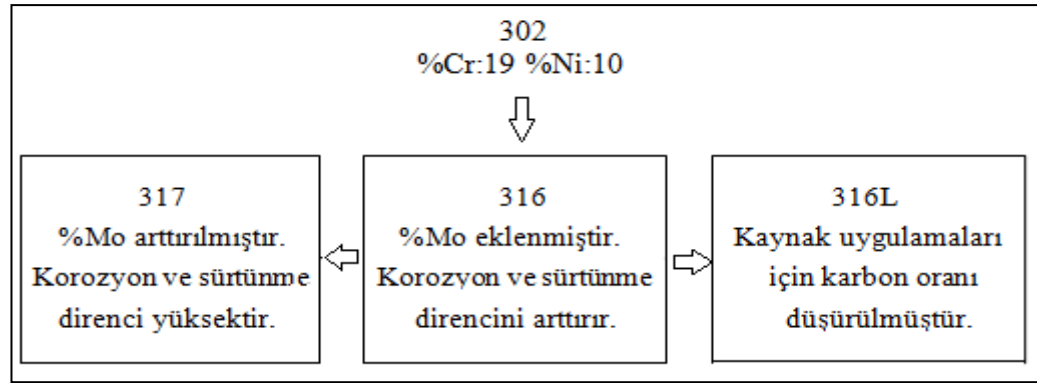 302
%Cr:19 %Ni:10
317
%Mo arttırılmıştır.
Korozyon ve sürtünme
direnci yüksektir.
316
%Mo eklenmiştir.
Korozyon ve sürtünme
direncini arttırır.
316L
Kaynak uygulamaları
için karbon oranı
düşürülmüştür.